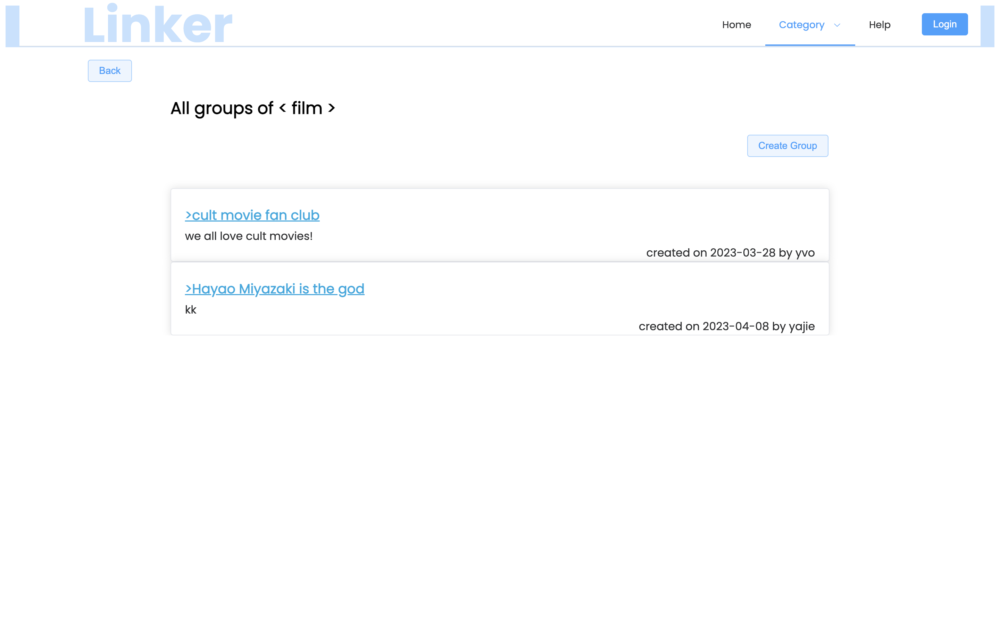 Linker
Home Category Help Login
Back
All groups of < film >
Create Group
>cult movie fan club
we all love cult movies!
created on 2023-03-28 by yvo
>Hayao Miyazaki is the god
kk
created on 2023-04-08 by yajie